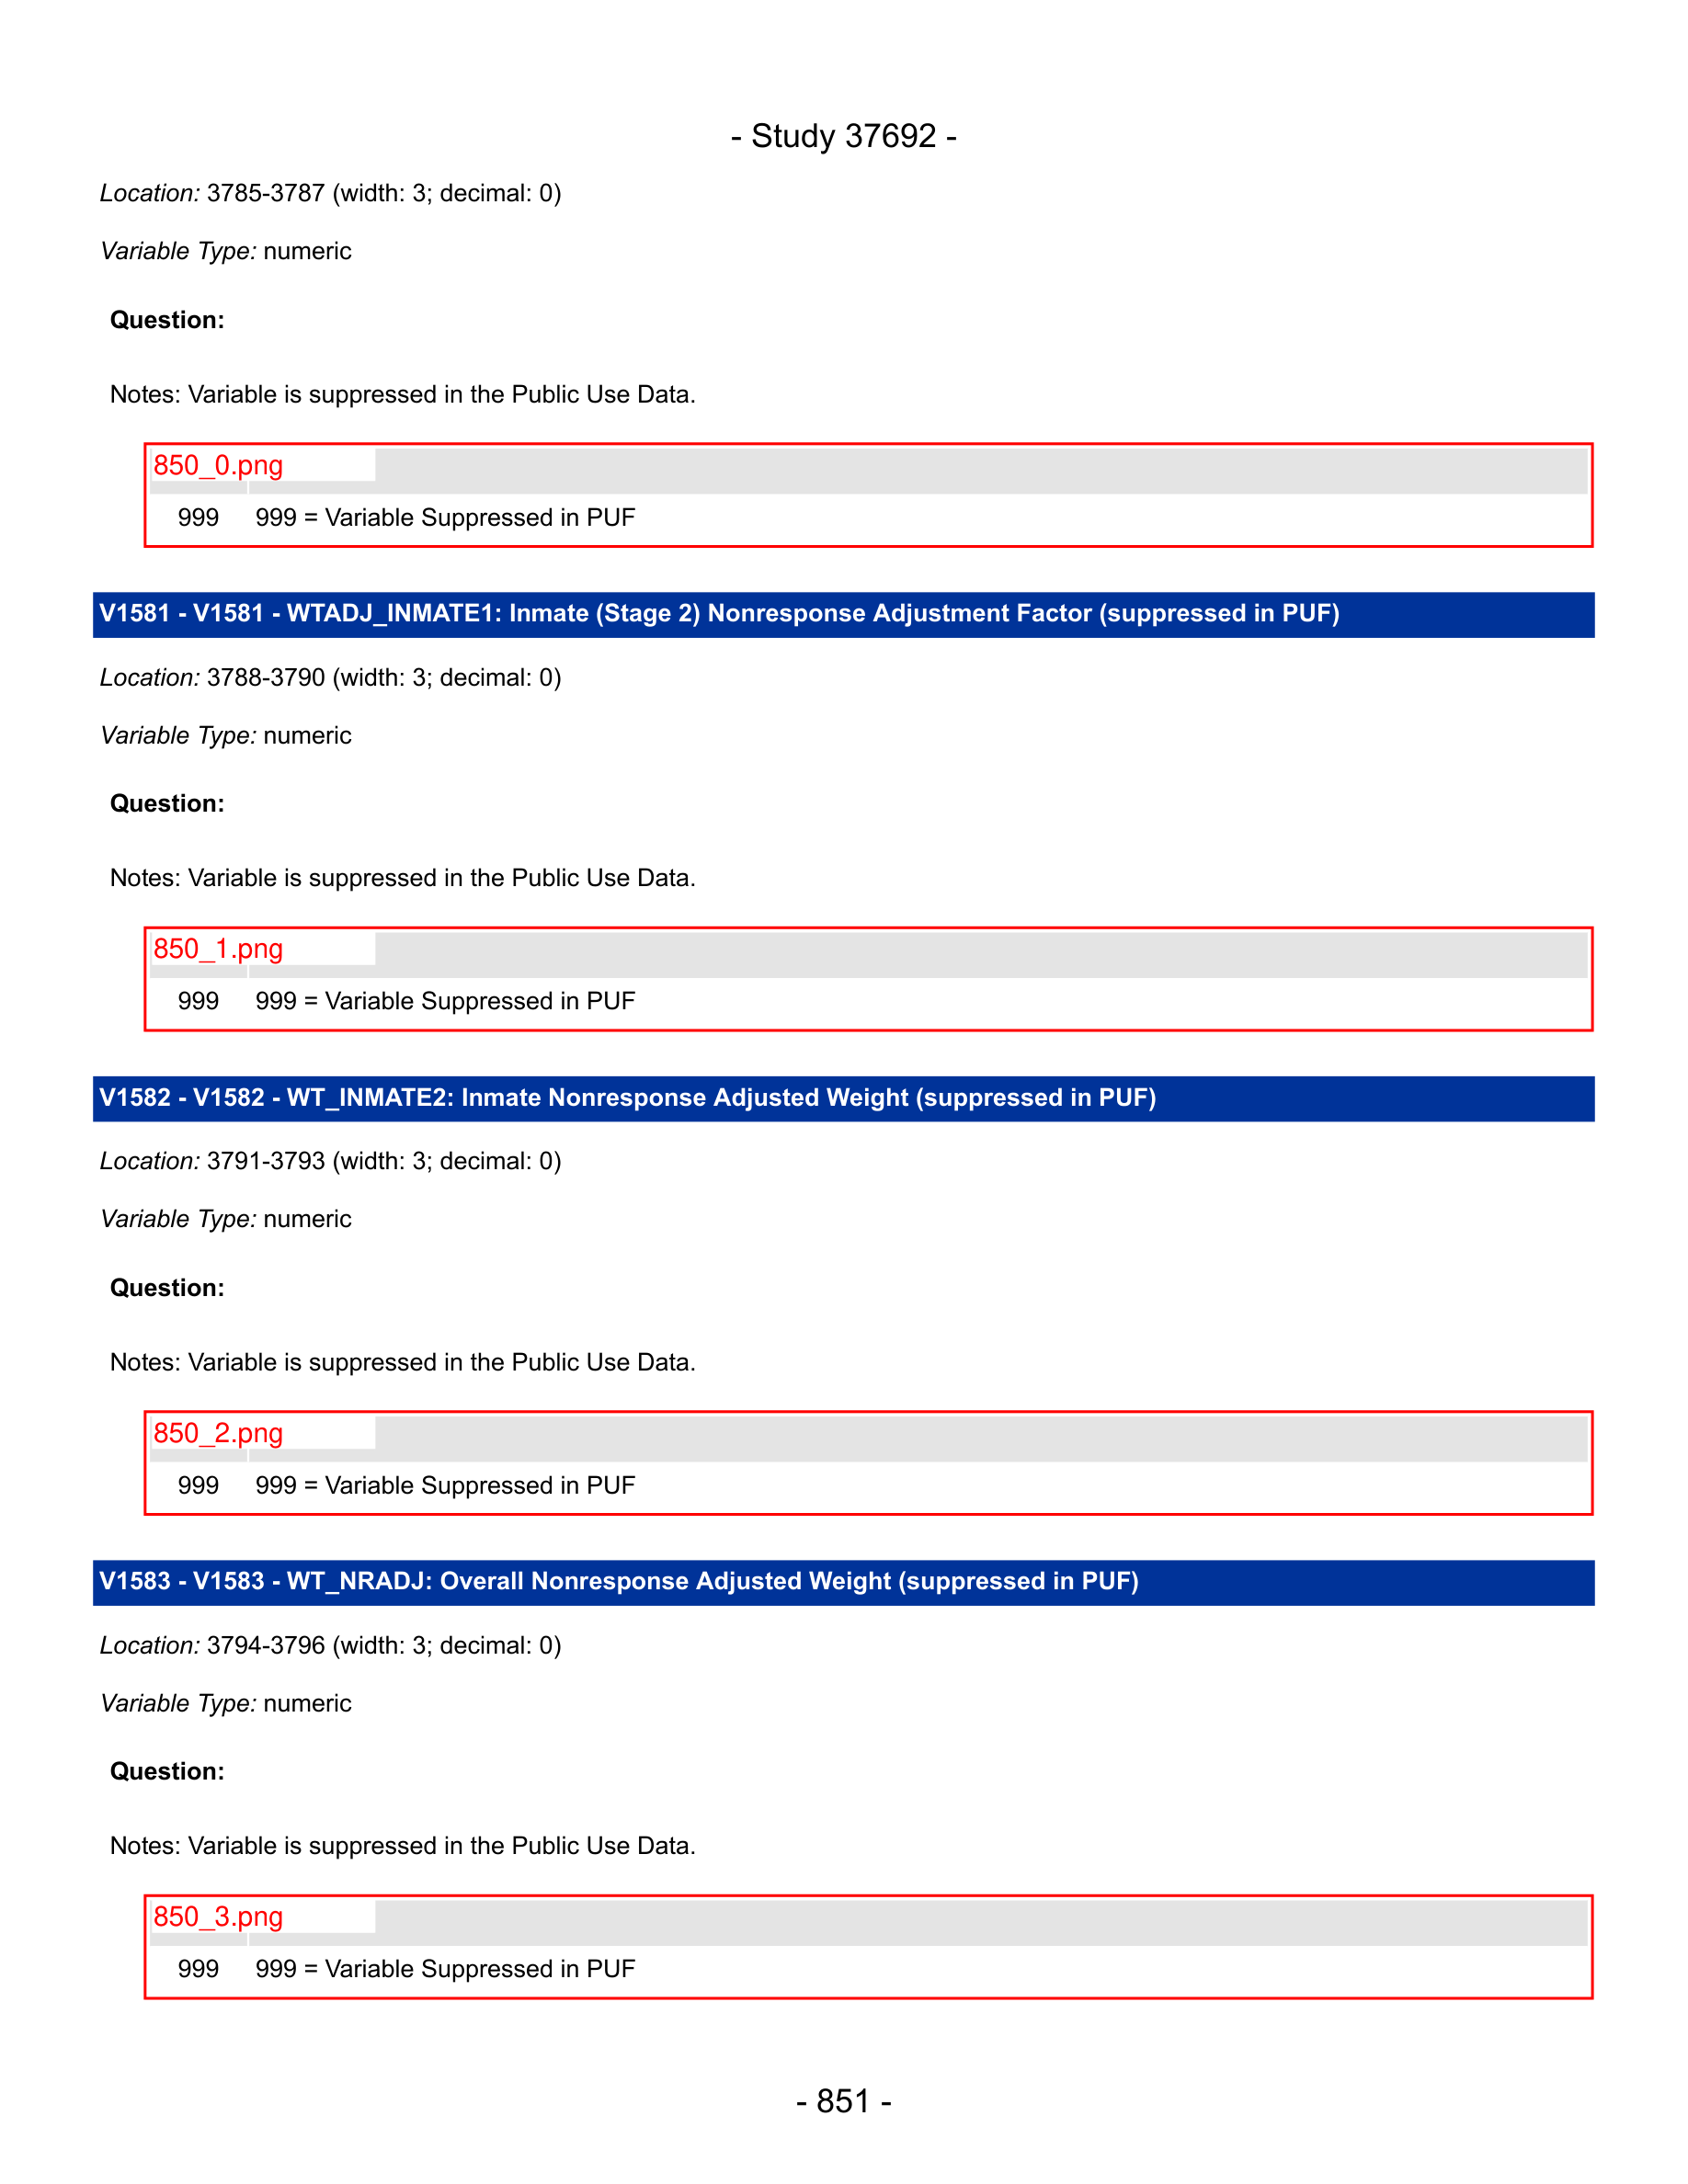 - Study 37692 -
Location: 3785-3787 (width: 3; decimal: 0)
Variable Type: numeric
Question:
Notes: Variable is suppressed in the Public Use Data.
850_0.png
999 999 = Variable Suppressed in PUF
V1581 - V1581 - WTADJ_INMATE1: Inmate (Stage 2) Nonresponse Adjustment Factor (suppressed in PUF)
Location: 3788-3790 (width: 3; decimal: 0)
Variable Type: numeric
Question:
Notes: Variable is suppressed in the Public Use Data.
850_1.png
999 999 = Variable Suppressed in PUF
V1582 - V1582 - WT_INMATE2: Inmate Nonresponse Adjusted Weight (suppressed in PUF)
Location: 3791-3793 (width: 3; decimal: 0)
Variable Type: numeric
Question:
Notes: Variable is suppressed in the Public Use Data.
850_2.png
999 999 = Variable Suppressed in PUF
V1583 - V1583 - WT_NRADJ: Overall Nonresponse Adjusted Weight (suppressed in PUF)
Location: 3794-3796 (width: 3; decimal: 0)
Variable Type: numeric
Question:
Notes: Variable is suppressed in the Public Use Data.
850_3.png
999 999 = Variable Suppressed in PUF
- 851 -